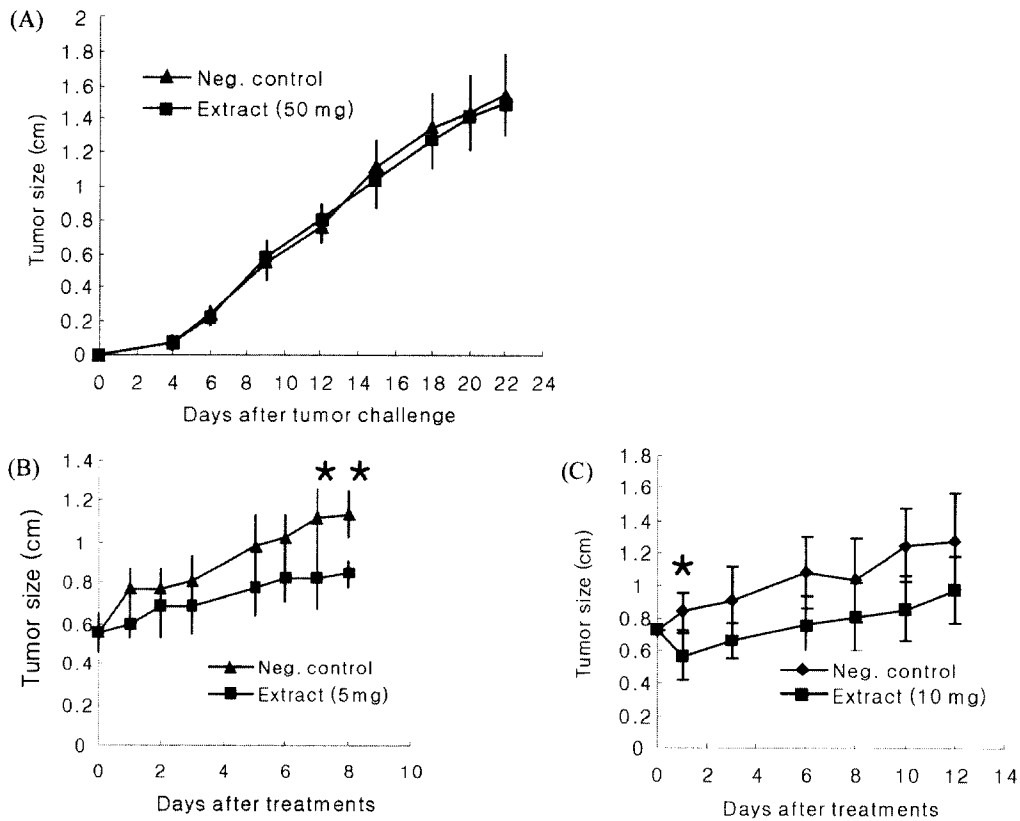 (A)
2
1.8
1.6
1.4
1.2
1
0.8
0.6
0.4
0.2
0
Tumor size (cm)
Neg. control
Extract (50 mg)
0 4 6 8 10 12 14 16 18 20 22 24
Days after tumor challenge
(B)
1.4
1.2
1
0.8
0.6
0.4
0.2
0
Tumor size (cm)
★ ★
Neg. control
Extract (5mg)
0 2 4 6 8 10
Days after treatments
(C)
1.8
1.6
1.4
1.2
1
0.8
0.6
0.4
0.2
0
Tumor size (cm)
★
Neg. control
Extract (10 mg)
0 2 4 6 8 10 12 14
Days after treatments